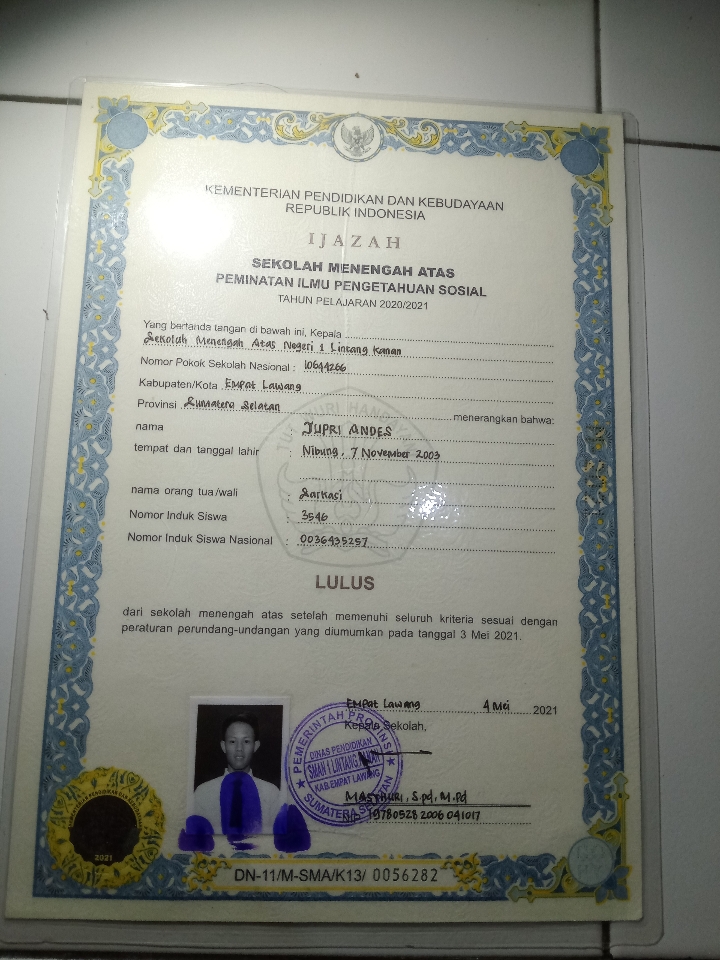 KEMENTERIAN PENDIDIKAN DAN KEBUDAYAAN
REPUBLIK INDONESIA
IJAZAH
SEKOLAH MENENGAH ATAS
PEMINATAN ILMU PENGETAHUAN SOSIAL
TAHUN PELAJARAN 2020/2021
Yang bertanda tangan di bawah ini, Kepala
Sekolah Menengah Atas Negeri 1 Lintang Kanan
Nomor Pokok Sekolah Nasional : 10644266
Kabupaten/Kota Empat Lawang
Provinsi Sumatera Selatan menerangkan bahwa:
nama : JUPRI ANDES
tempat dan tanggal lahir : Nibung, 7 November 2003
nama orang tua/wali : Sarkasi
Nomor Induk Siswa : 3546
Nomor Induk Siswa Nasional : 0036435257
LULUS
dari sekolah menengah atas setelah memenuhi seluruh kriteria sesuai dengan
peraturan perundang-undangan yang diumumkan pada tanggal 3 Mei 2021.
Empat Lawang 4 Mei 2021
Kepala Sekolah,
PEMERINTAH PROVINSI
DINAS PENDIDIKAN
SMAN 1 LINTANG KANAN
KAB.EMPAT LAWANG
SUMATERA SELATAN
MASTHURI, S.Pd, M.Pd
NIP 19780528 2006 041017
2021
DN-11/M-SMA/K13/ 0056282